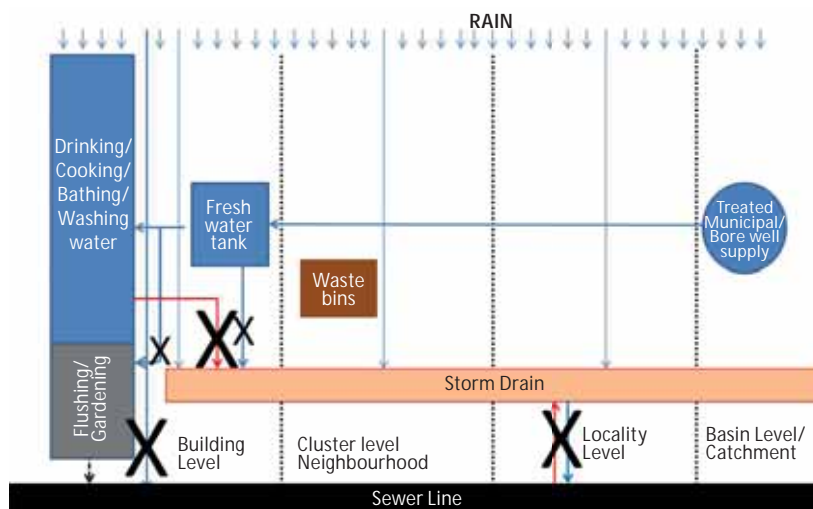 RAIN
Drinking/
Cooking/
Bathing/
Washing
water
Fresh
water
tank
Treated
Municipal/
Bore well
supply
Waste
bins
Flushing/
Gardening
Storm Drain
Building
Level
Cluster level
Neighbourhood
Locality
Level
Basin Level/
Catchment
Sewer Line